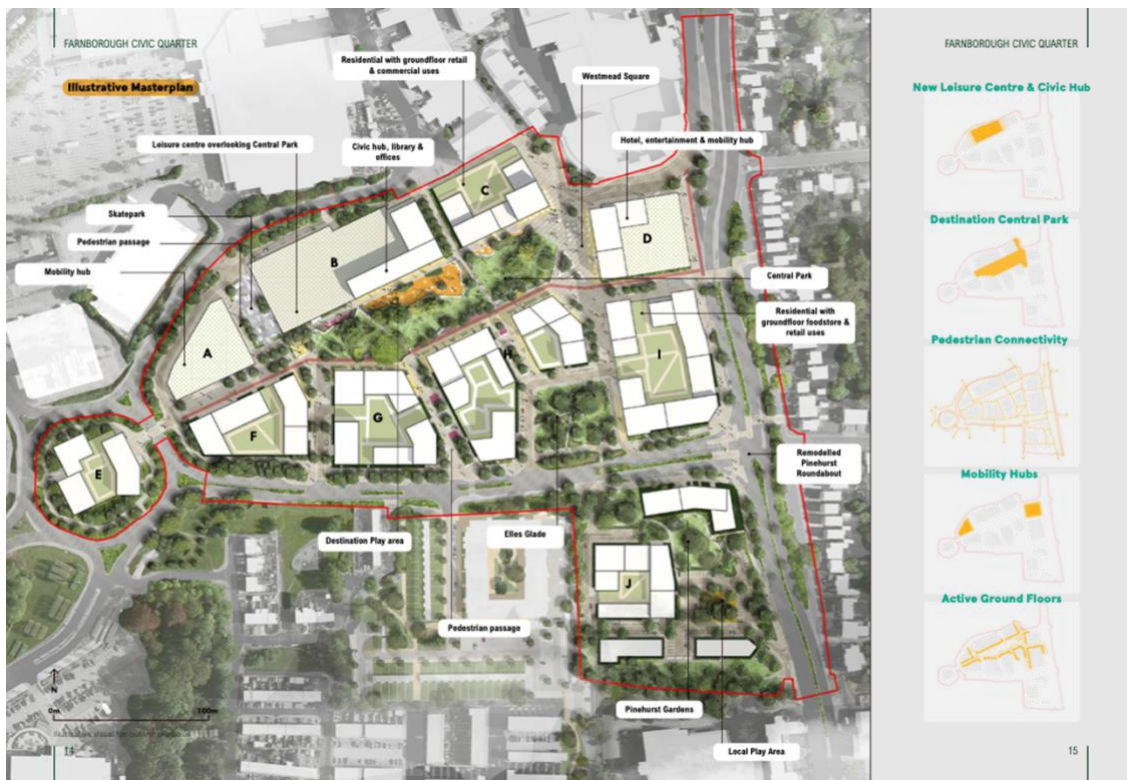 FARNBOROUGH CIVIC QUARTER
Illustrative Masterplan
Residential with groundfloor retail
& commercial uses
Westmead Square
Leisure centre overlooking Central Park
Civic hub, library &
offices
Hotel, entertainment & mobility hub
Skatepark
Pedestrian passage
Mobility hub
Central Park
Residential with
groundfloor foodstore &
retail uses
A
B
C
D
E
F
G
H
I
J
Remodelled
Pinehurst
Roundabout
Destination Play area
Elles Glade
Pedestrian passage
Pinehurst Gardens
Local Play Area
N
0m
100m
14
FARNBOROUGH CIVIC QUARTER
New Leisure Centre & Civic Hub
Destination Central Park
Pedestrian Connectivity
Mobility Hubs
Active Ground Floors
15